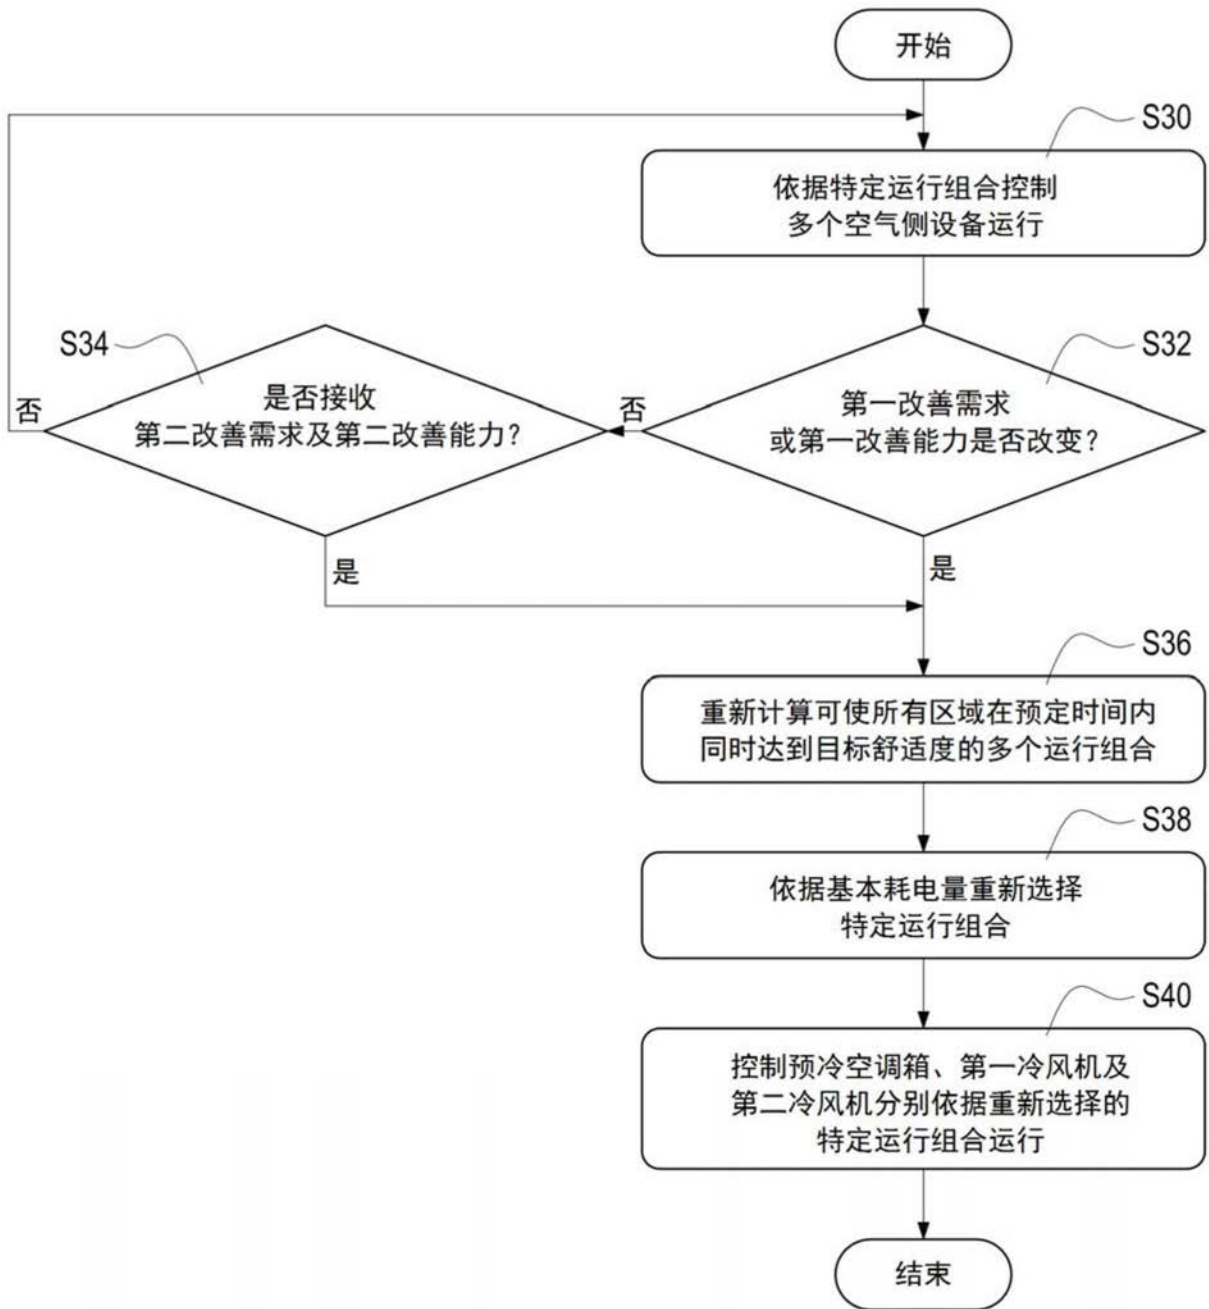 开始
S30
依据特定运行组合控制
多个空气侧设备运行
S34
是否接收
第二改善需求及第二改善能力?
否
是
否
S32
第一改善需求
或第一改善能力是否改变?
是
S36
重新计算可使所有区域在预定时间内
同时达到目标舒适度的多个运行组合
S38
依据基本耗电量重新选择
特定运行组合
S40
控制预冷空调箱、第一冷风机及
第二冷风机分别依据重新选择的
特定运行组合运行
结束